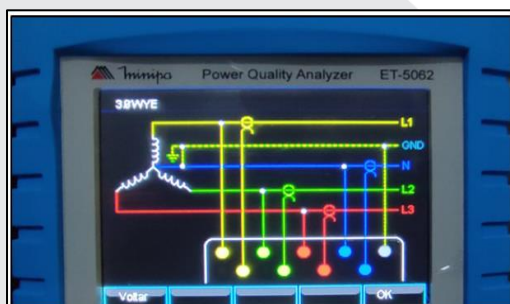 minipa Power Quality Analyzer ET-5062
3ØWYE
L1
GND
N
L2
L3
Voltar OK